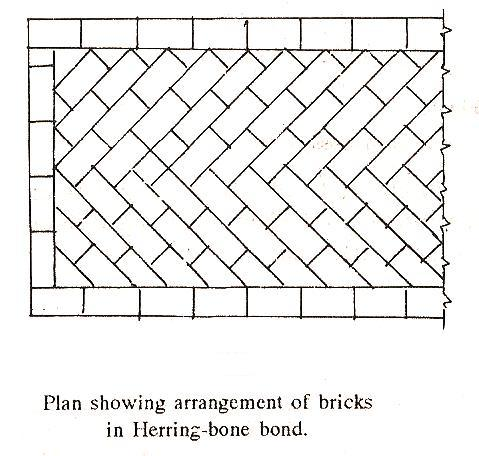 Plan showing arrangement of bricks
in Herring-bone bond.